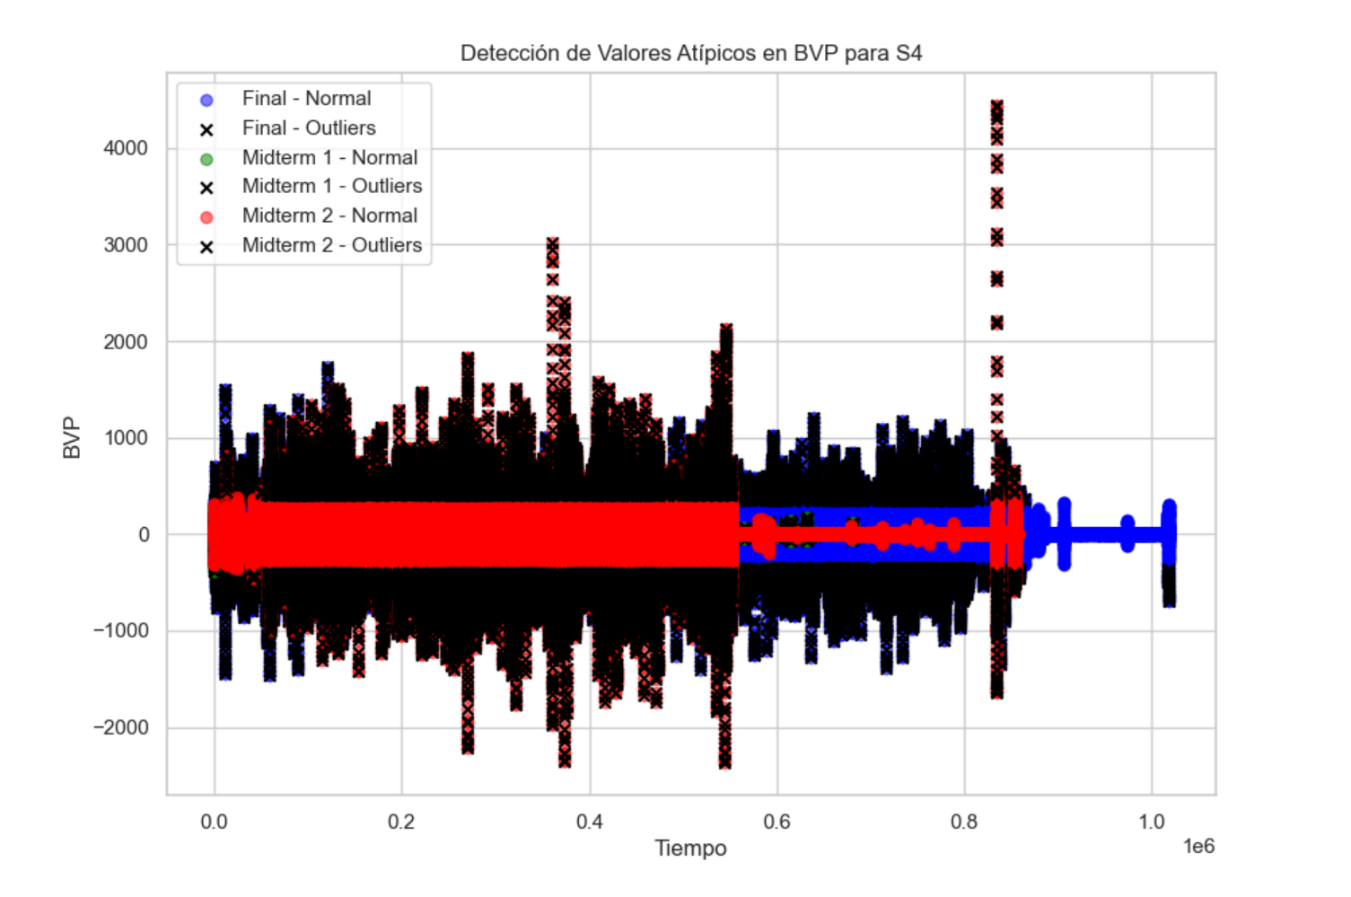 Detección de Valores Atípicos en BVP para S4
Final - Normal
Final - Outliers
Midterm 1 - Normal
Midterm 1 - Outliers
Midterm 2 - Normal
Midterm 2 - Outliers
4000
3000
2000
1000
0
−1000
−2000
BVP
0.0
0.2
0.4
0.6
0.8
1.0
1e6
Tiempo